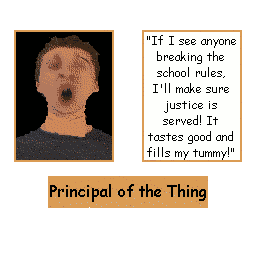 "If I see anyone
breaking the
school rules,
I'll make sure
justice is
served! It
tastes good and
fills my tummy!"
Principal of the Thing